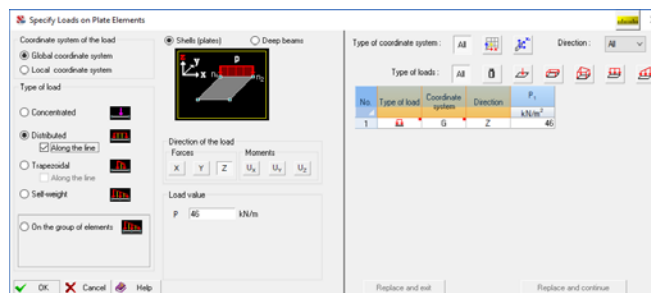 Specify Loads on Plate Elements
Coordinate system of the load
Global coordinate system
Local coordinate system
Type of load
Concentrated
Distributed
Along the line
Trapezoidal
Along the line
Self-weight
On the group of elements
OK
Cancel
Help
Shells (plates)
Deep beams
Direction of the load
Forces
Moments
X Y Z
Ux Uy Uz
Load value
P 46 kN/m
Type of coordinate system: All
Direction: All
Type of loads: All
No. Type of load Coordinate system Direction P1
kN/m²
1 G Z 46
Replace and exit
Replace and continue